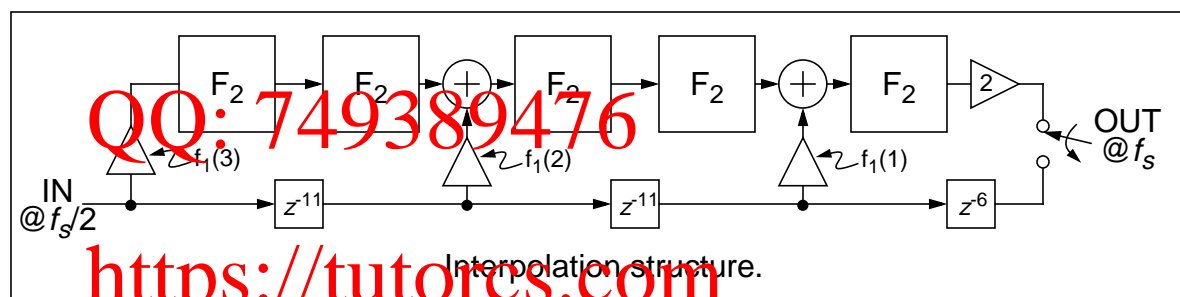 F₂ F₂ F₂ F₂ F₂ 2
QQ: 749389476
f₁(3) f₁(2) f₁(1)
OUT
@fₛ
IN
@fₛ/2
z⁻¹¹ z⁻¹¹ z⁻⁶
Interpolation structure.
https://tutorcs.com